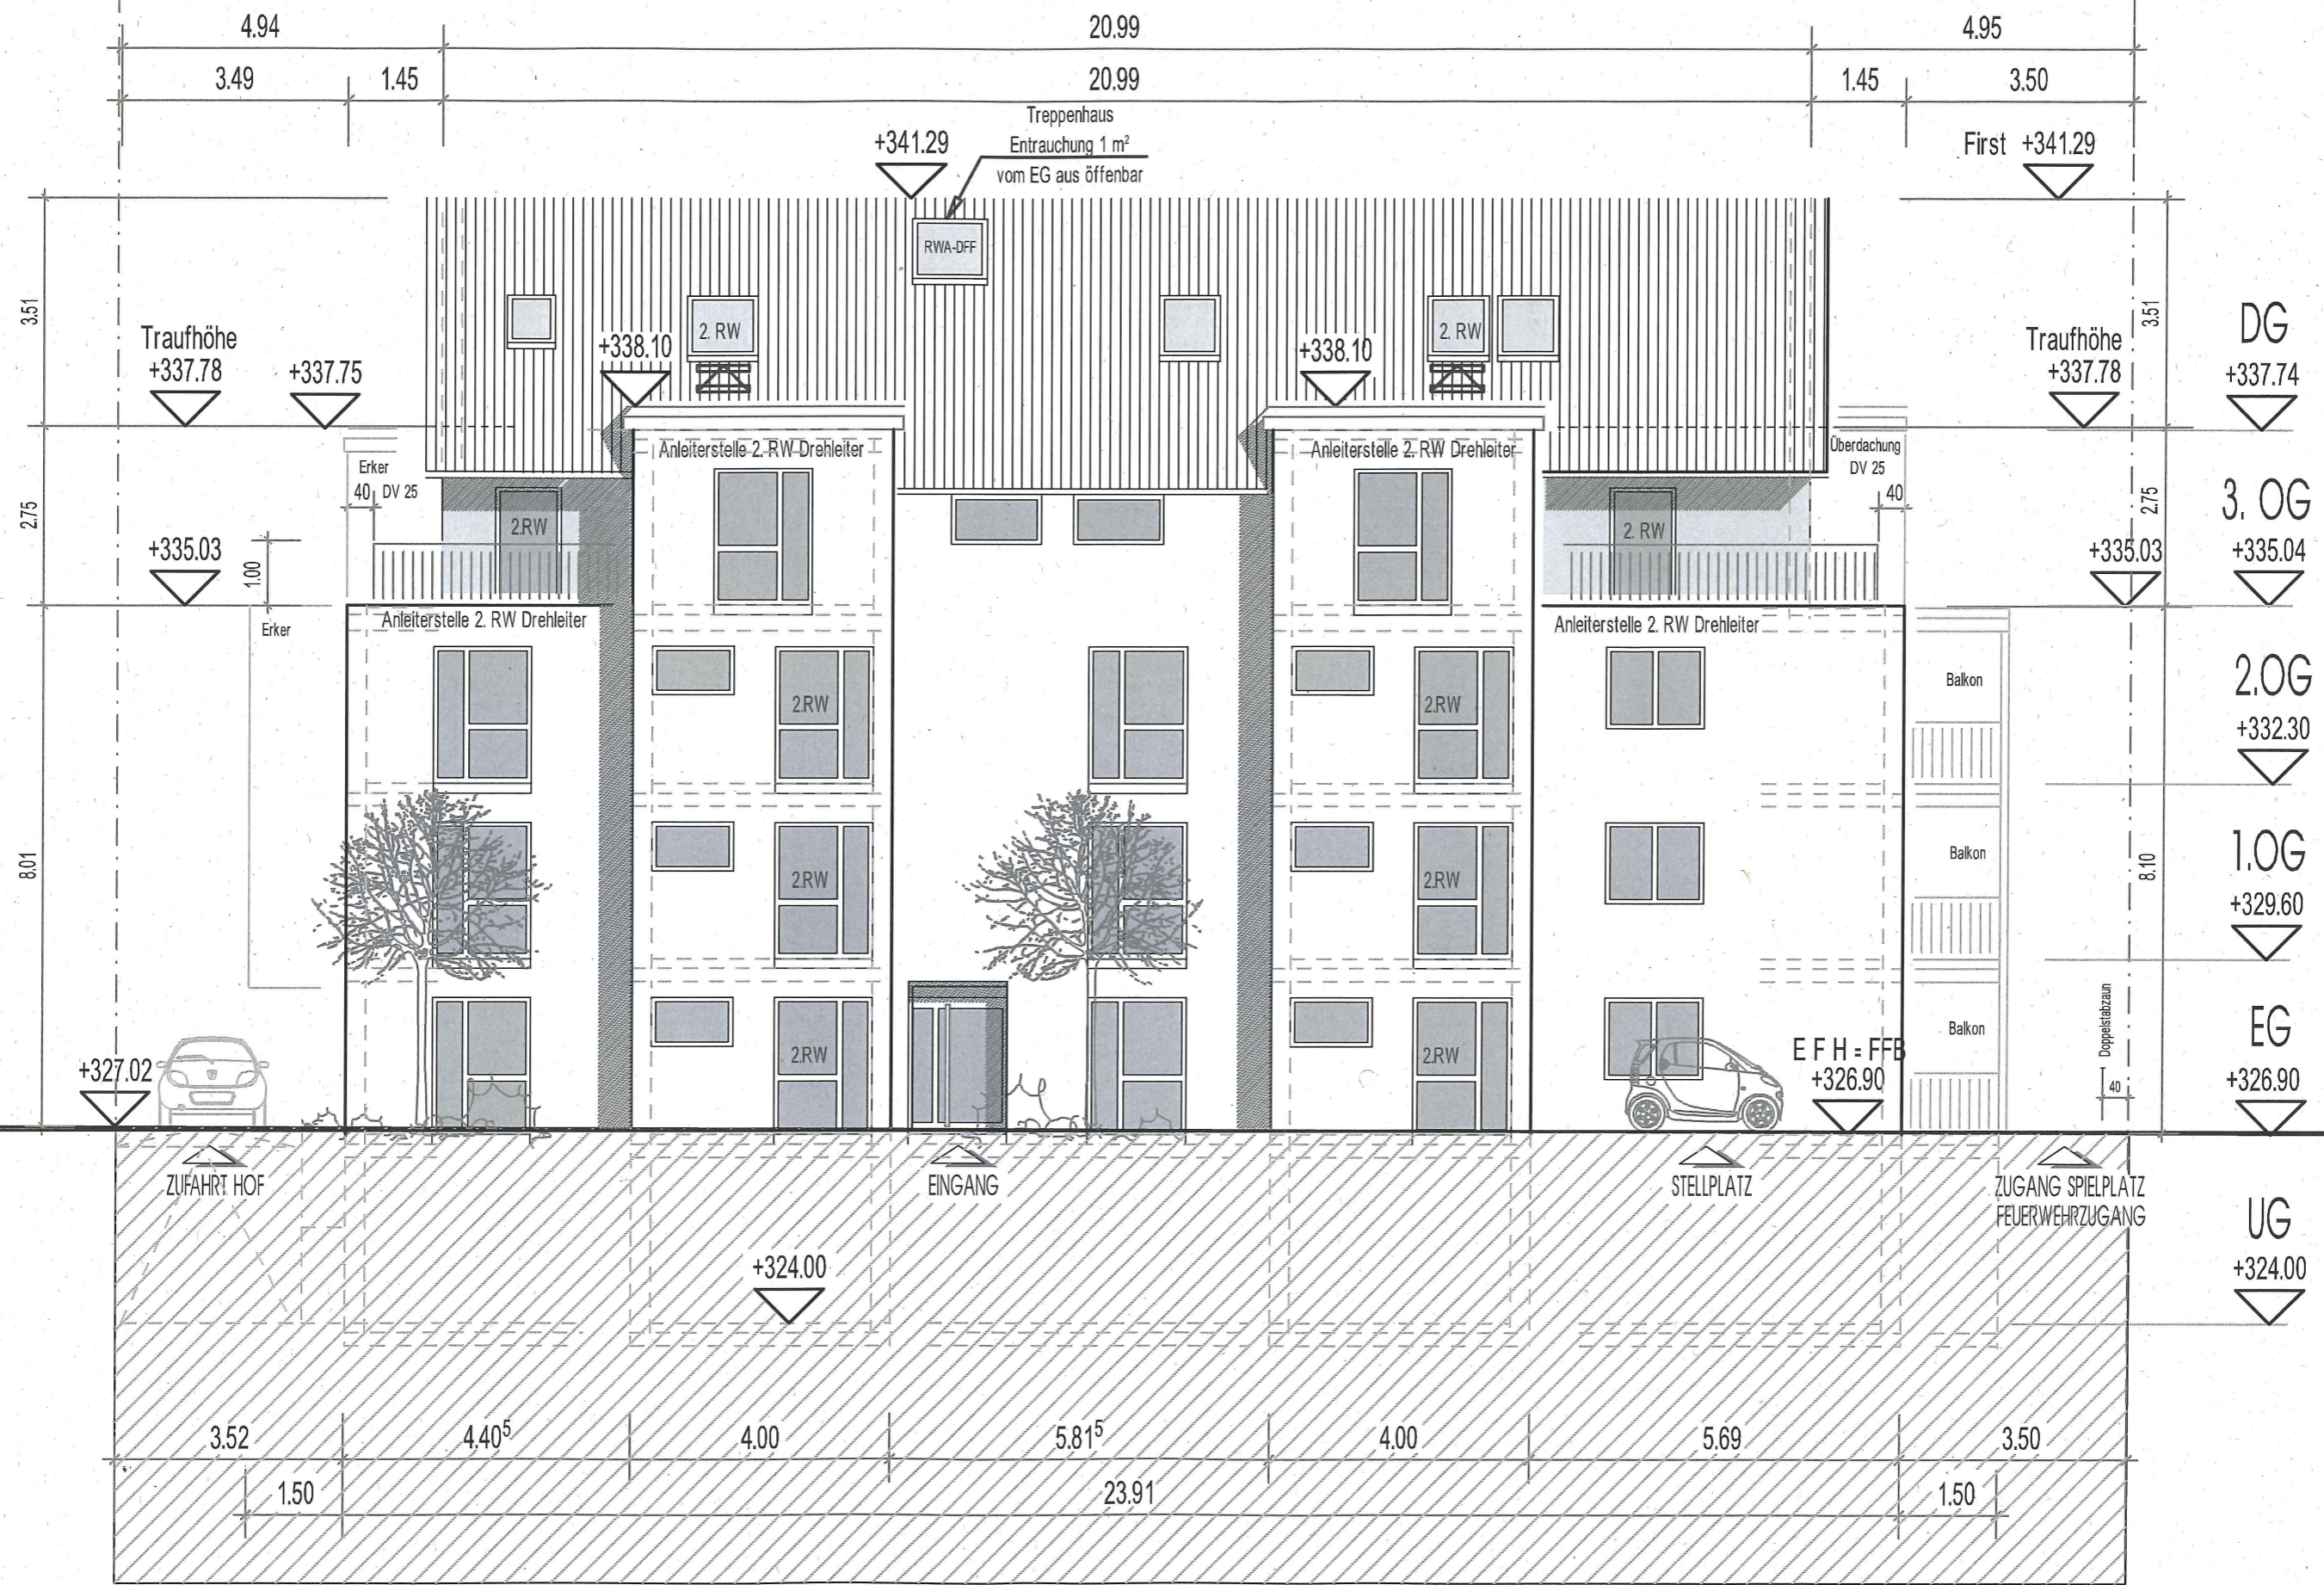 4.94 20.99 4.95
3.49 1.45 20.99 1.45 3.50
Treppenhaus
Entrauchung 1 m²
vom EG aus öffenbar
+341.29
First +341.29
RWA-DFF
3.51
3.51
2. RW
2. RW
+338.10
+338.10
Traufhöhe
+337.78
+337.75
Traufhöhe
+337.78
DG
+337.74
Anleiterstelle 2. RW Drehleiter
Anleiterstelle 2. RW Drehleiter
Erker
40 DV 25
Überdachung
DV 25
40
2.75
2.75
3. OG
+335.04
2.RW
2. RW
+335.03
1.00
+335.03
Erker
Anleiterstelle 2. RW Drehleiter
Anleiterstelle 2. RW Drehleiter
2.RW
2.RW
Balkon
2.OG
+332.30
8.01
2.RW
2.RW
Balkon
8.10
1.OG
+329.60
2.RW
2.RW
Balkon
Doppelstabzaun
40
EG
+326.90
+327.02
E F H = FFB
+326.90
ZUFAHRT HOF
EINGANG
STELLPLATZ
ZUGANG SPIELPLATZ
FEUERWEHRZUGANG
UG
+324.00
+324.00
3.52 4.40⁵ 4.00 5.81⁵ 4.00 5.69 3.50
1.50 23.91 1.50